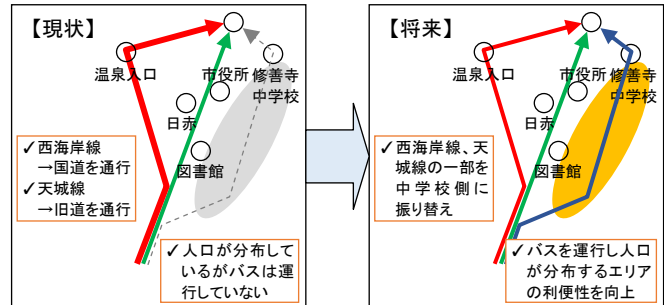 【現状】
温泉入口
市役所
修善寺
中学校
日赤
図書館
✓西海岸線
→国道を通行
✓天城線
→旧道を通行
✓人口が分布して
いるがバスは運
行していない
【将来】
温泉入口
市役所
修善寺
中学校
日赤
図書館
✓西海岸線、天
城線の一部を
中学校側に
振り替え
✓バスを運行し人口
が分布するエリア
の利便性を向上